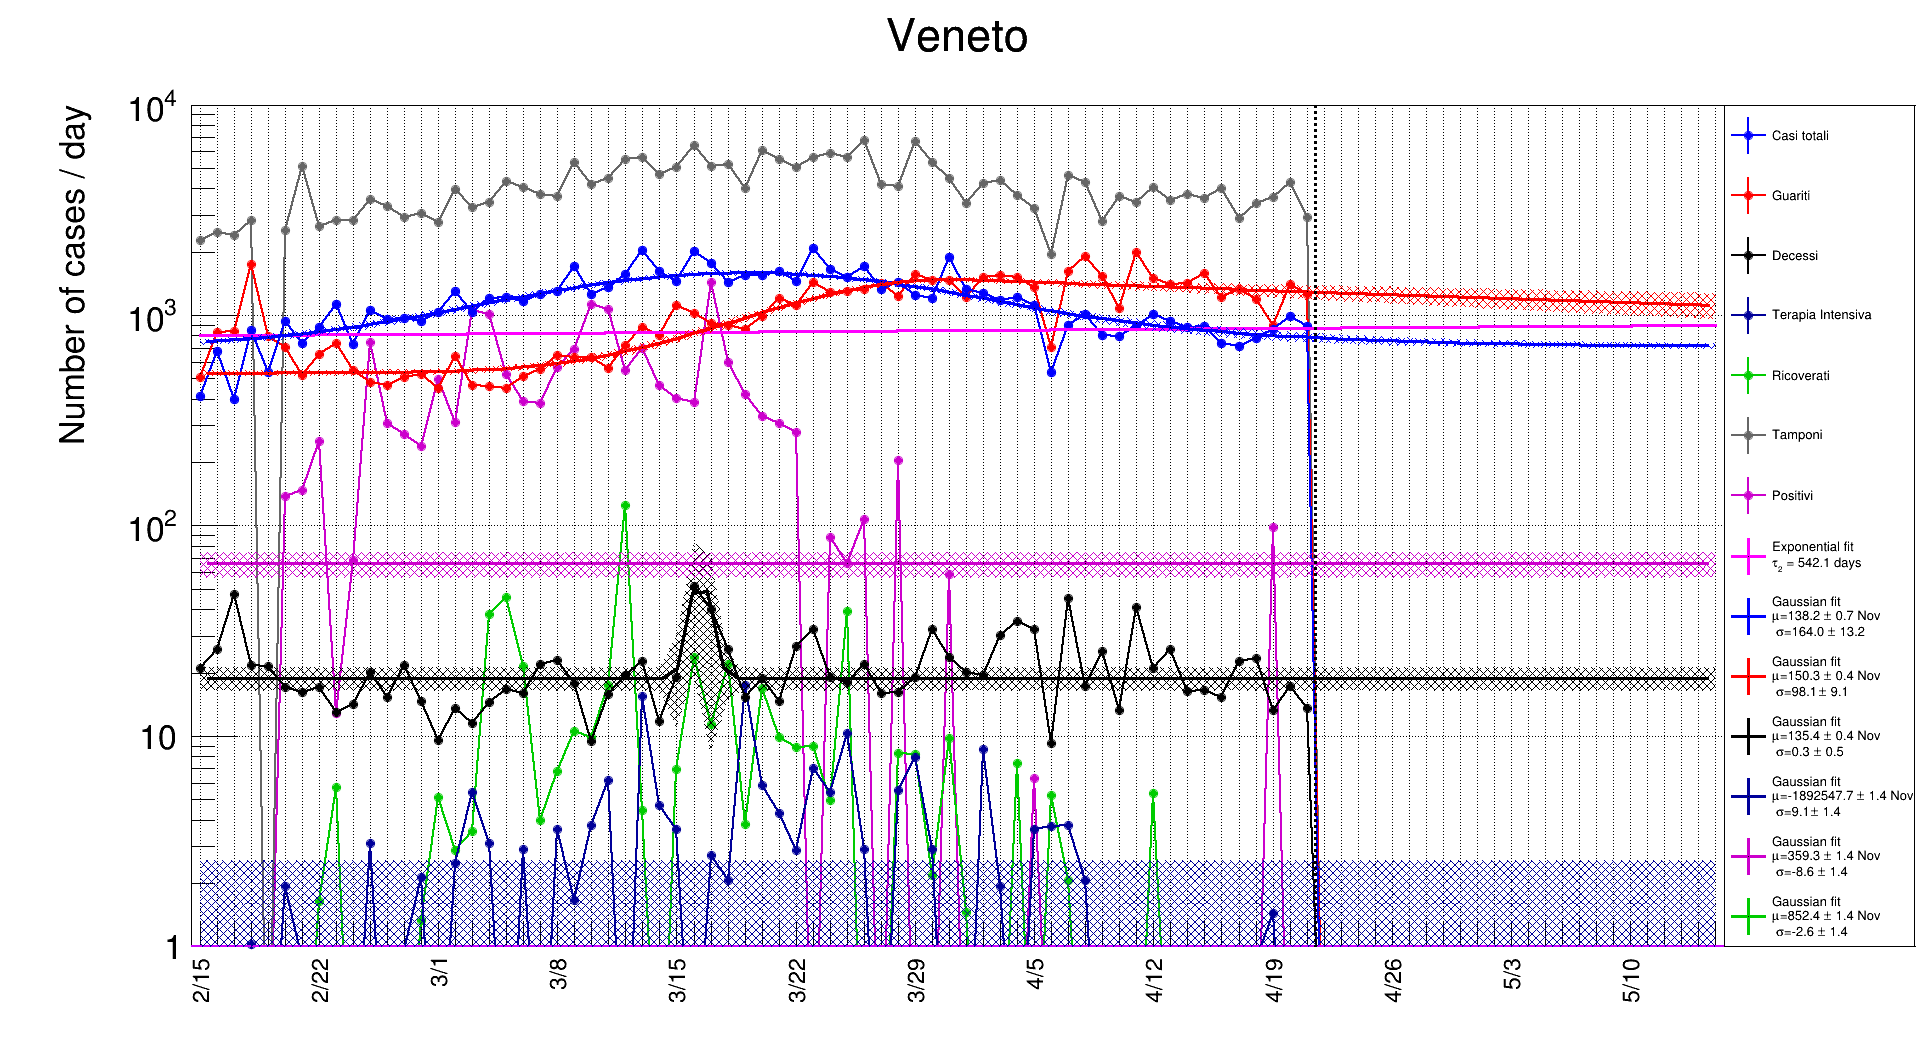 Veneto
Number of cases / day
10^4
10^3
10^2
10
1
2/15
2/22
3/1
3/8
3/15
3/22
3/29
4/5
4/12
4/19
4/26
5/3
5/10
Casi totali
Guariti
Decessi
Terapia Intensiva
Ricoverati
Tamponi
Positivi
Exponential fit
τ₂ = 542.1 days
Gaussian fit
μ=138.2 ± 0.7 Nov
σ=164.0 ± 13.2
Gaussian fit
μ=150.3 ± 0.4 Nov
σ=98.1 ± 9.1
Gaussian fit
μ=135.4 ± 0.4 Nov
σ=0.3 ± 0.5
Gaussian fit
μ=-1892547.7 ± 1.4 Nov
σ=9.1 ± 1.4
Gaussian fit
μ=359.3 ± 1.4 Nov
σ=-8.6 ± 1.4
Gaussian fit
μ=852.4 ± 1.4 Nov
σ=-2.6 ± 1.4